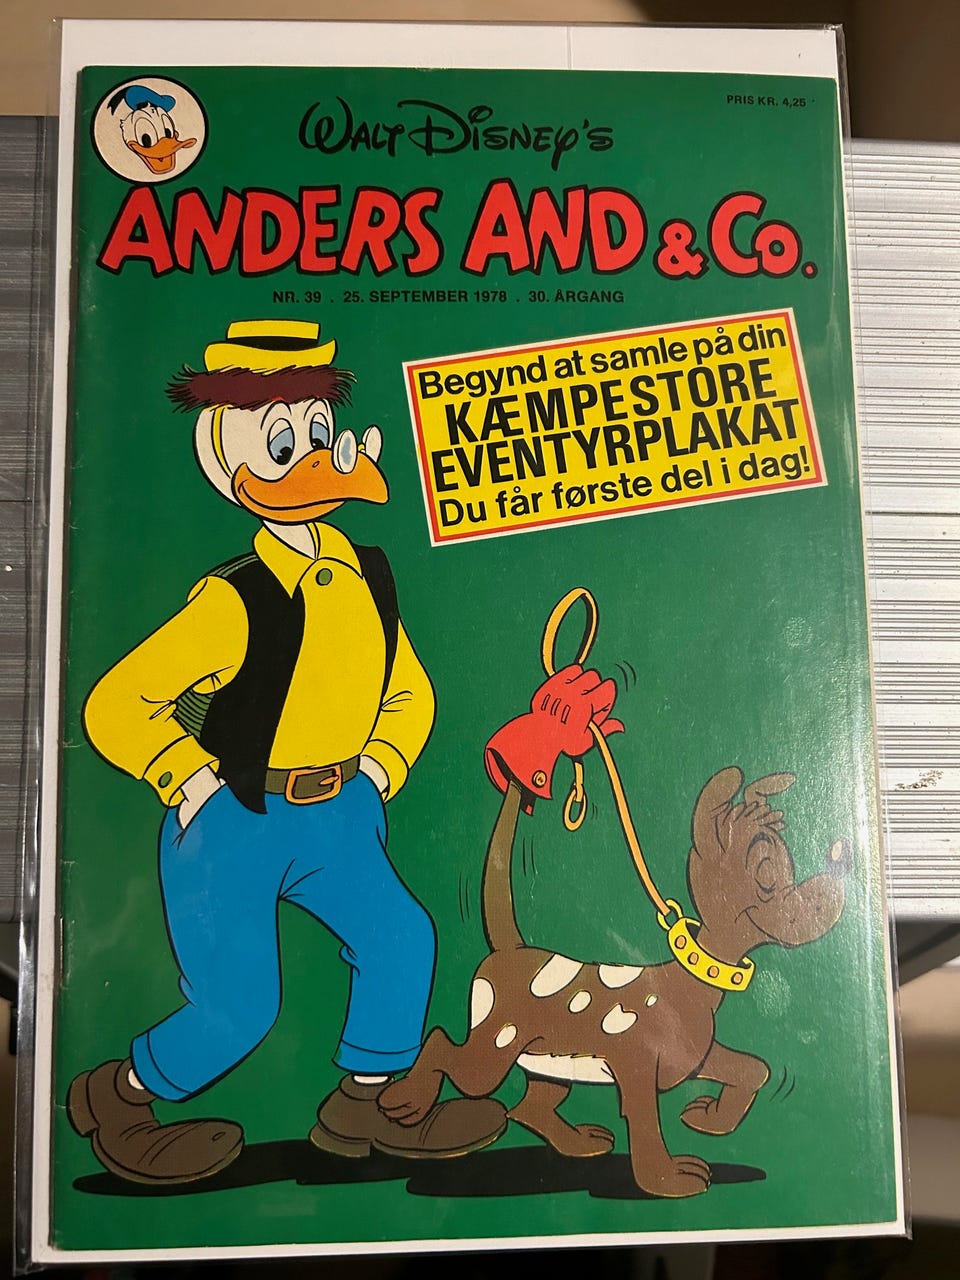 PRIS KR. 4,25
WALT DISNEY'S
ANDERS AND & Co.
NR. 39 . 25. SEPTEMBER 1978 . 30. ÅRGANG
Begynd at samle på din
KÆMPESTORE
EVENTYRPLAKAT
Du får første del i dag!